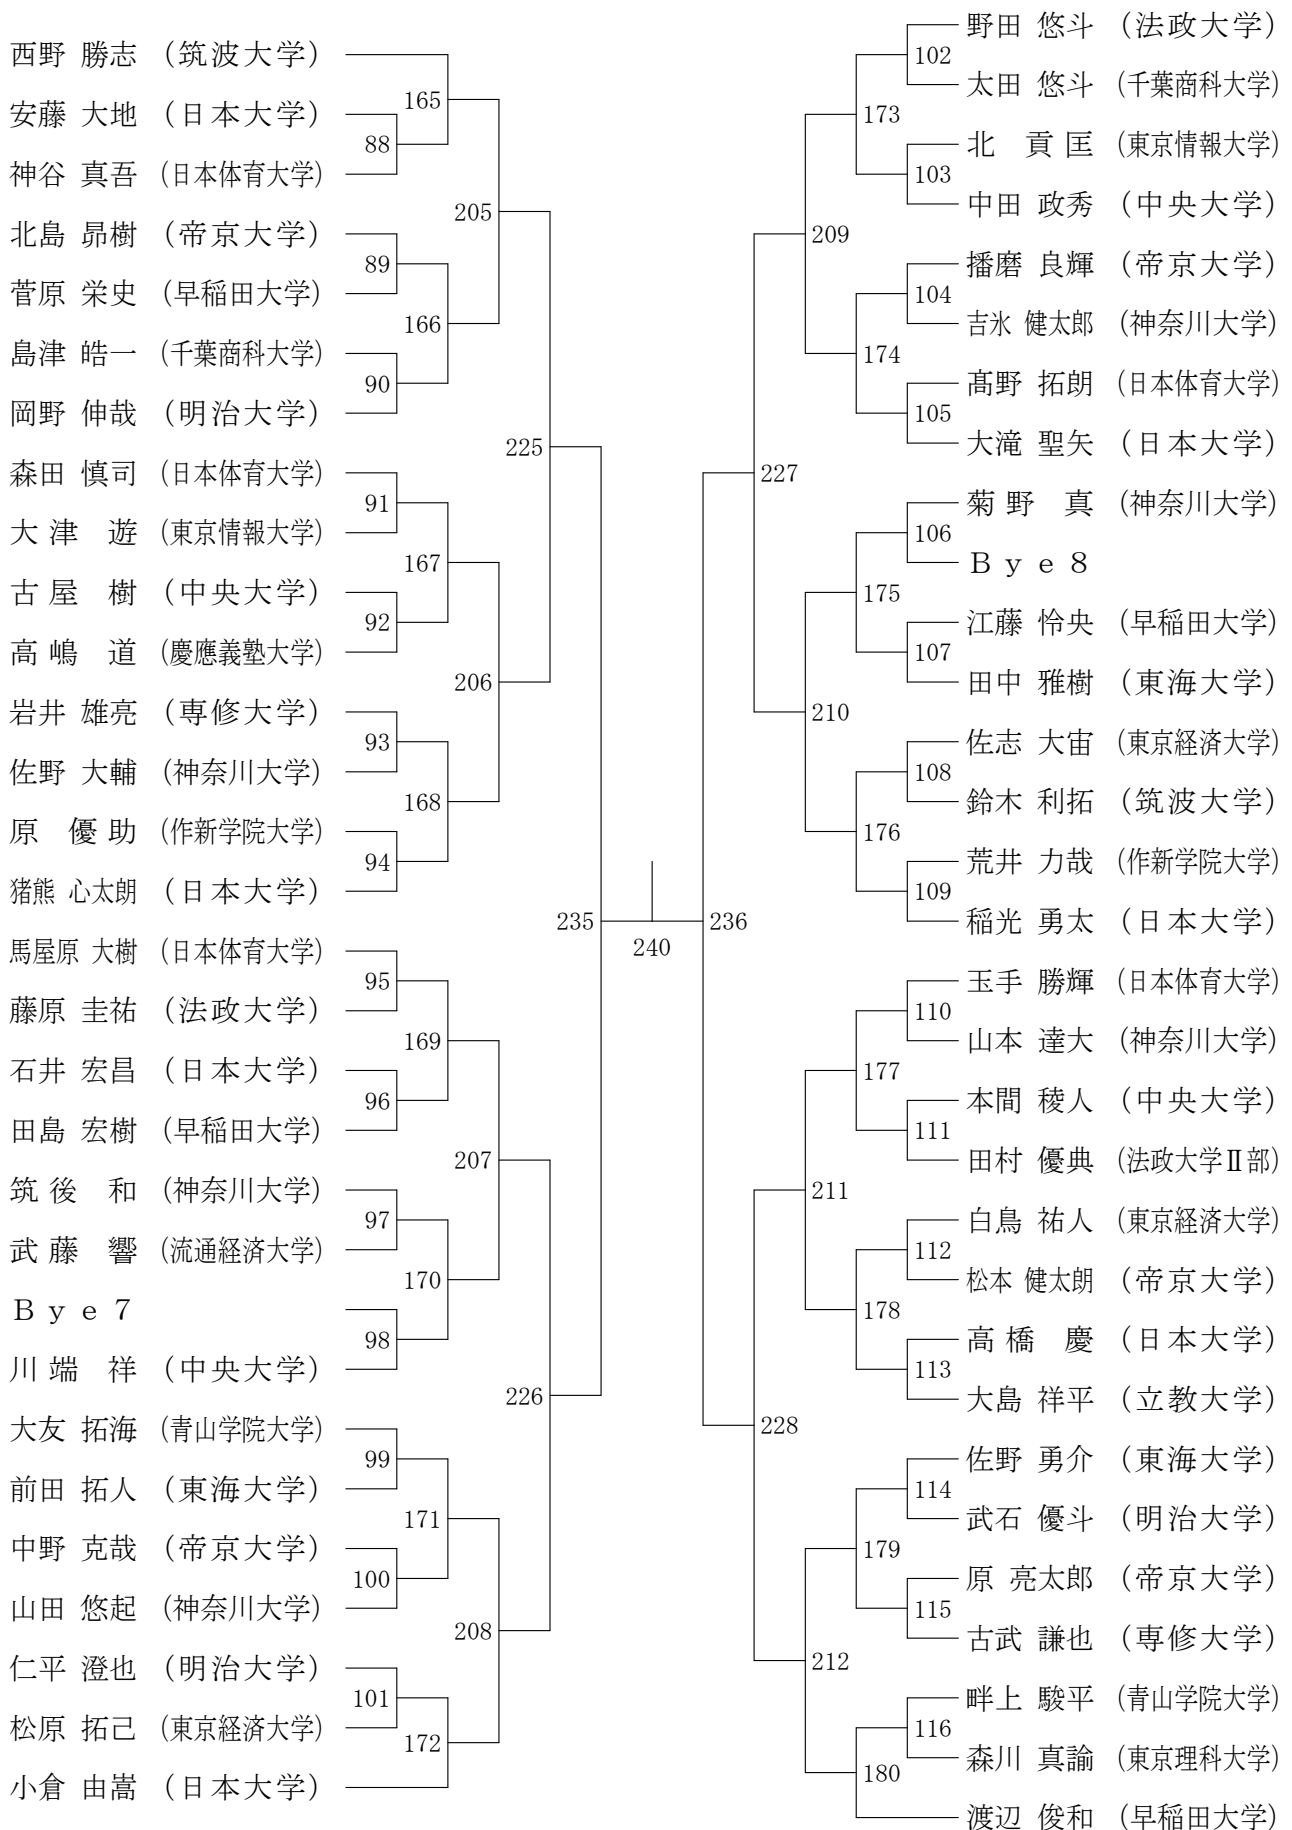 西野 勝志 （筑波大学）
安藤 大地 （日本大学）
神谷 真吾 （日本体育大学）
北島 昴樹 （帝京大学）
菅原 栄史 （早稲田大学）
島津 皓一 （千葉商科大学）
岡野 伸哉 （明治大学）
森田 慎司 （日本体育大学）
大津 遊 （東京情報大学）
古屋 樹 （中央大学）
高嶋 道 （慶應義塾大学）
岩井 雄亮 （専修大学）
佐野 大輔 （神奈川大学）
原 優助 （作新学院大学）
猪熊 心太朗 （日本大学）
馬屋原 大樹 （日本体育大学）
藤原 圭祐 （法政大学）
石井 宏昌 （日本大学）
田島 宏樹 （早稲田大学）
筑後 和 （神奈川大学）
武藤 響 （流通経済大学）
Ｂｙｅ７
川端 祥 （中央大学）
大友 拓海 （青山学院大学）
前田 拓人 （東海大学）
中野 克哉 （帝京大学）
山田 悠起 （神奈川大学）
仁平 澄也 （明治大学）
松原 拓己 （東京経済大学）
小倉 由嵩 （日本大学）
88
89
90
91
92
93
94
95
96
97
98
99
100
101
165
166
167
168
169
170
171
172
205
206
207
208
225
226
235
240
236
227
228
209
210
211
212
173
174
175
176
177
178
179
180
102
103
104
105
106
107
108
109
110
111
112
113
114
115
116
野田 悠斗 （法政大学）
太田 悠斗 （千葉商科大学）
北 貢匡 （東京情報大学）
中田 政秀 （中央大学）
播磨 良輝 （帝京大学）
吉氷 健太郎 （神奈川大学）
髙野 拓朗 （日本体育大学）
大滝 聖矢 （日本大学）
菊野 真 （神奈川大学）
Ｂｙｅ８
江藤 怜央 （早稲田大学）
田中 雅樹 （東海大学）
佐志 大宙 （東京経済大学）
鈴木 利拓 （筑波大学）
荒井 力哉 （作新学院大学）
稲光 勇太 （日本大学）
玉手 勝輝 （日本体育大学）
山本 達大 （神奈川大学）
本間 稜人 （中央大学）
田村 優典 （法政大学Ⅱ部）
白鳥 祐人 （東京経済大学）
松本 健太朗 （帝京大学）
高橋 慶 （日本大学）
大島 祥平 （立教大学）
佐野 勇介 （東海大学）
武石 優斗 （明治大学）
原 亮太郎 （帝京大学）
古武 謙也 （専修大学）
畔上 駿平 （青山学院大学）
森川 真諭 （東京理科大学）
渡辺 俊和 （早稲田大学）